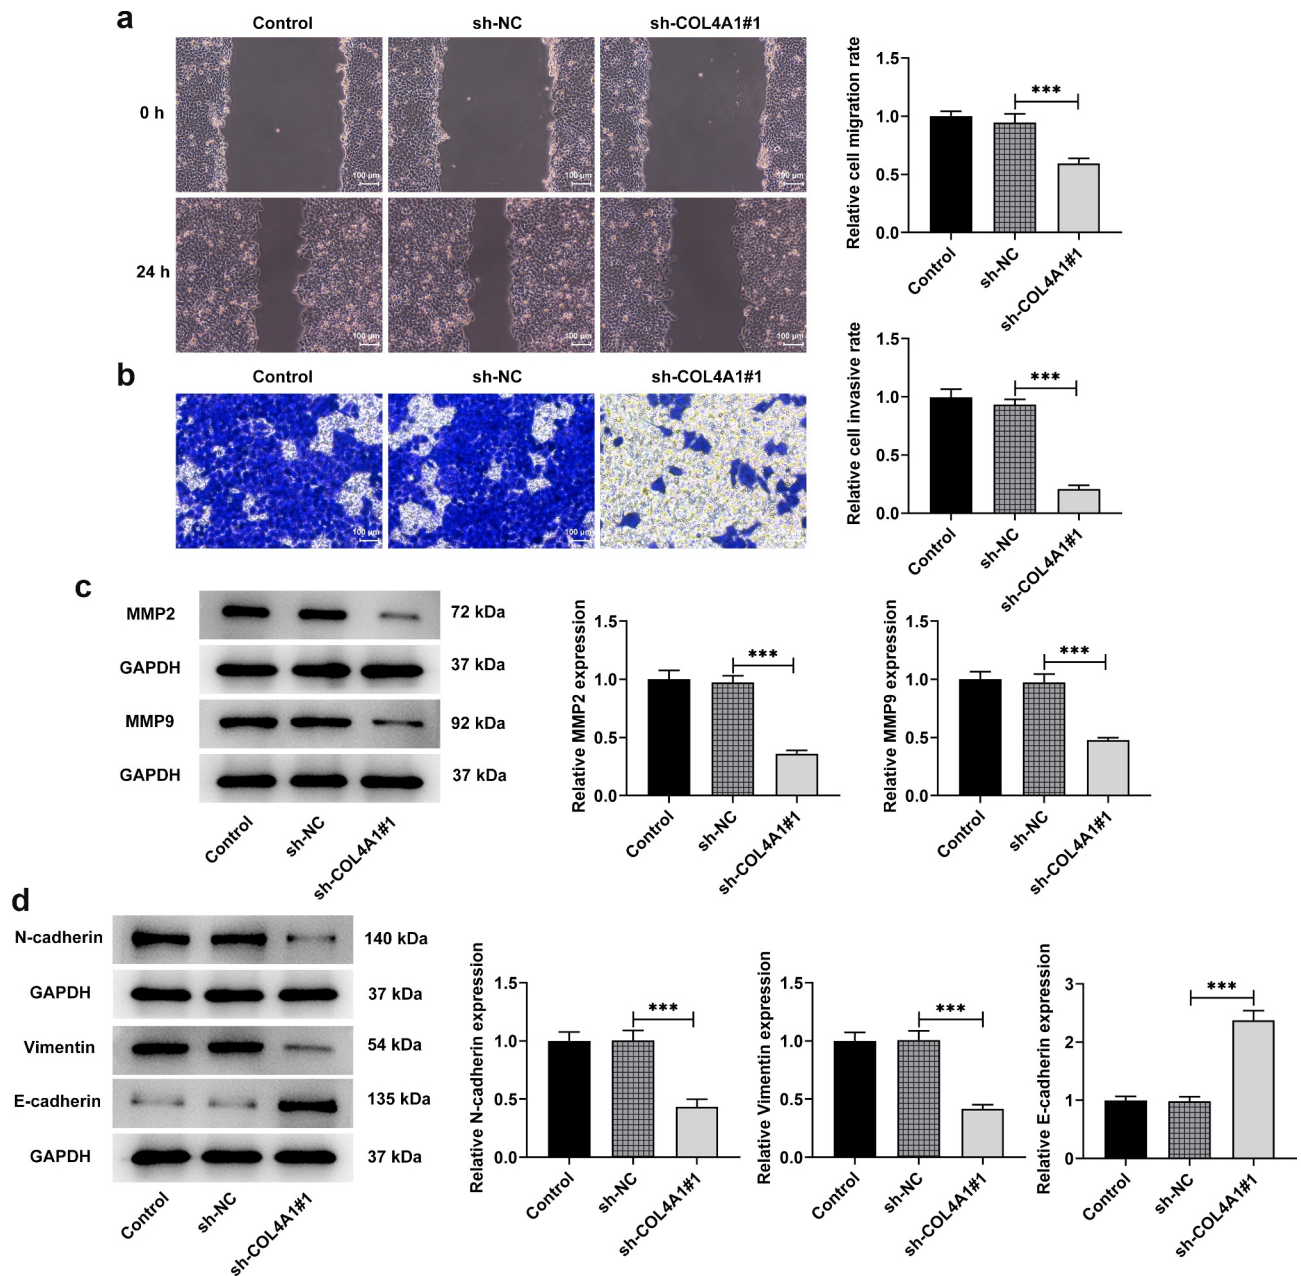 a
Control
sh-NC
sh-COL4A1#1
0 h
100 μm
100 μm
100 μm
24 h
100 μm
100 μm
100 μm
Relative cell migration rate
1.5
1.0
0.5
0.0
***
Control
sh-NC
sh-COL4A1#1
b
Control
sh-NC
sh-COL4A1#1
100 μm
100 μm
100 μm
Relative cell invasive rate
1.5
1.0
0.5
0.0
***
Control
sh-NC
sh-COL4A1#1
c
MMP2
72 kDa
GAPDH
37 kDa
MMP9
92 kDa
GAPDH
37 kDa
Control
sh-NC
sh-COL4A1#1
Relative MMP2 expression
1.5
1.0
0.5
0.0
***
Control
sh-NC
sh-COL4A1#1
Relative MMP9 expression
1.5
1.0
0.5
0.0
***
Control
sh-NC
sh-COL4A1#1
d
N-cadherin
140 kDa
GAPDH
37 kDa
Vimentin
54 kDa
E-cadherin
135 kDa
GAPDH
37 kDa
Control
sh-NC
sh-COL4A1#1
Relative N-cadherin expression
1.5
1.0
0.5
0.0
***
Control
sh-NC
sh-COL4A1#1
Relative Vimentin expression
1.5
1.0
0.5
0.0
***
Control
sh-NC
sh-COL4A1#1
Relative E-cadherin expression
3
2
1
0
***
Control
sh-NC
sh-COL4A1#1